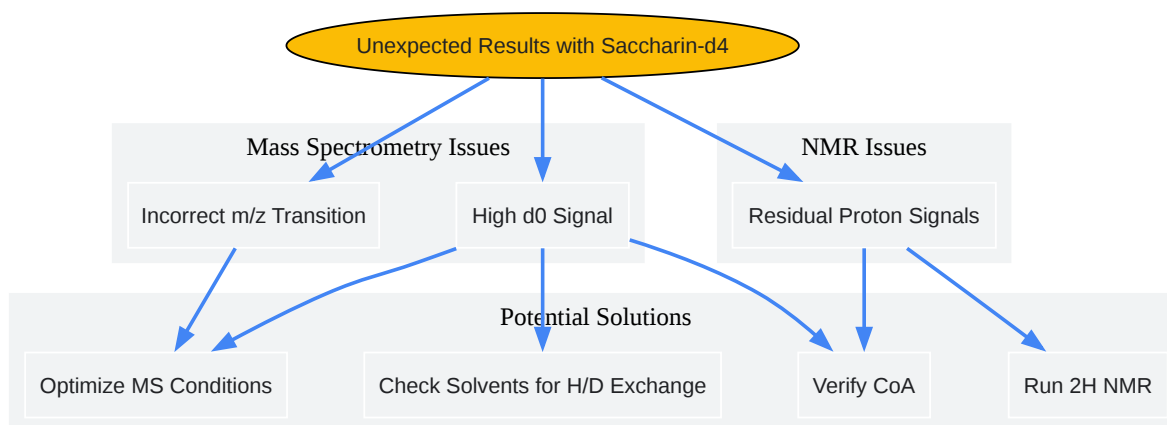 Unexpected Results with Saccharin-d4
Mass Spectrometry Issues
NMR Issues
Incorrect m/z Transition
High d0 Signal
Residual Proton Signals
Potential Solutions
Optimize MS Conditions
Check Solvents for H/D Exchange
Verify CoA
Run 2H NMR